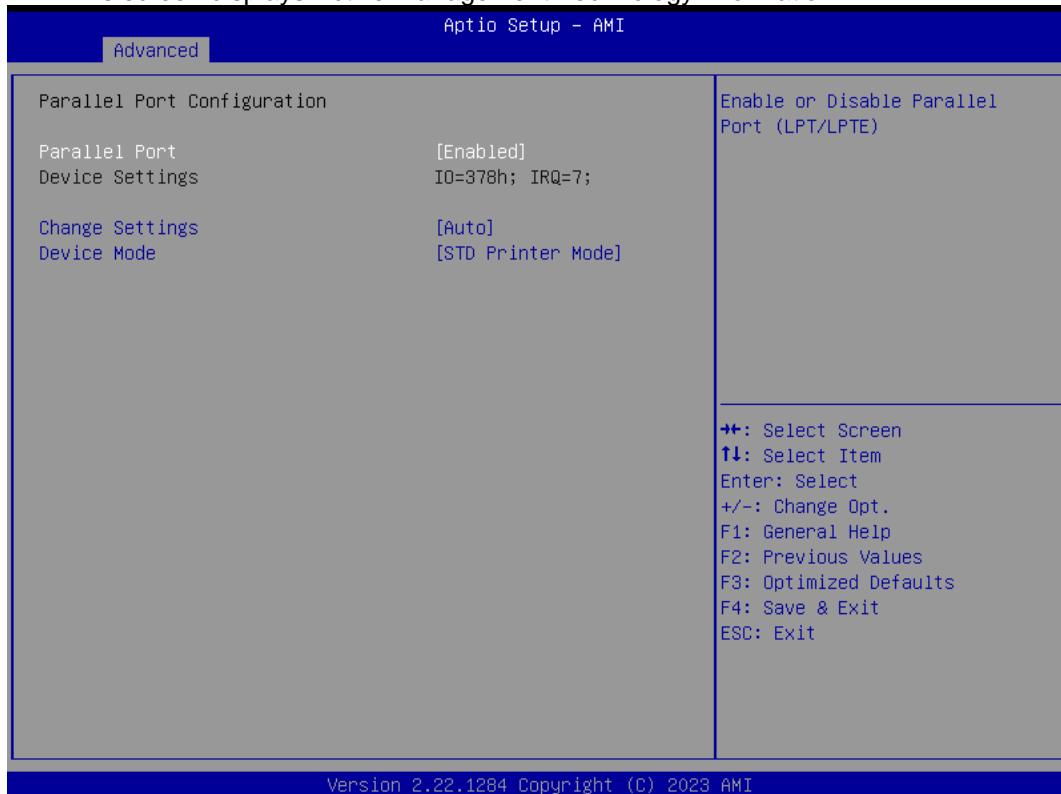 Aptio Setup – AMI
Advanced
Parallel Port Configuration
Parallel Port [Enabled]
Device Settings IO=378h; IRQ=7;
Change Settings [Auto]
Device Mode [STD Printer Mode]
Enable or Disable Parallel
Port (LPT/LPTE)
→←: Select Screen
↑↓: Select Item
Enter: Select
+/-: Change Opt.
F1: General Help
F2: Previous Values
F3: Optimized Defaults
F4: Save & Exit
ESC: Exit
Version 2.22.1284 Copyright (C) 2023 AMI